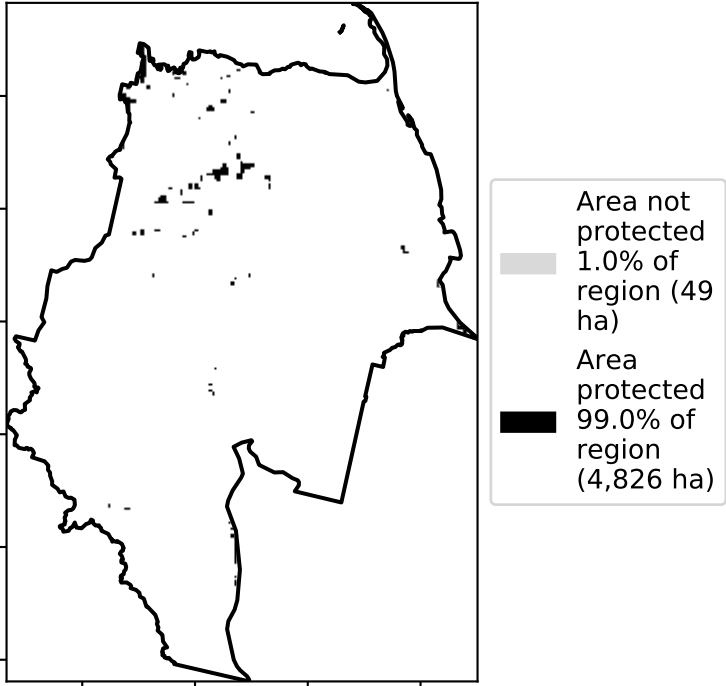 Area not
protected
1.0% of
region (49
ha)
Area
protected
99.0% of
region
(4,826 ha)